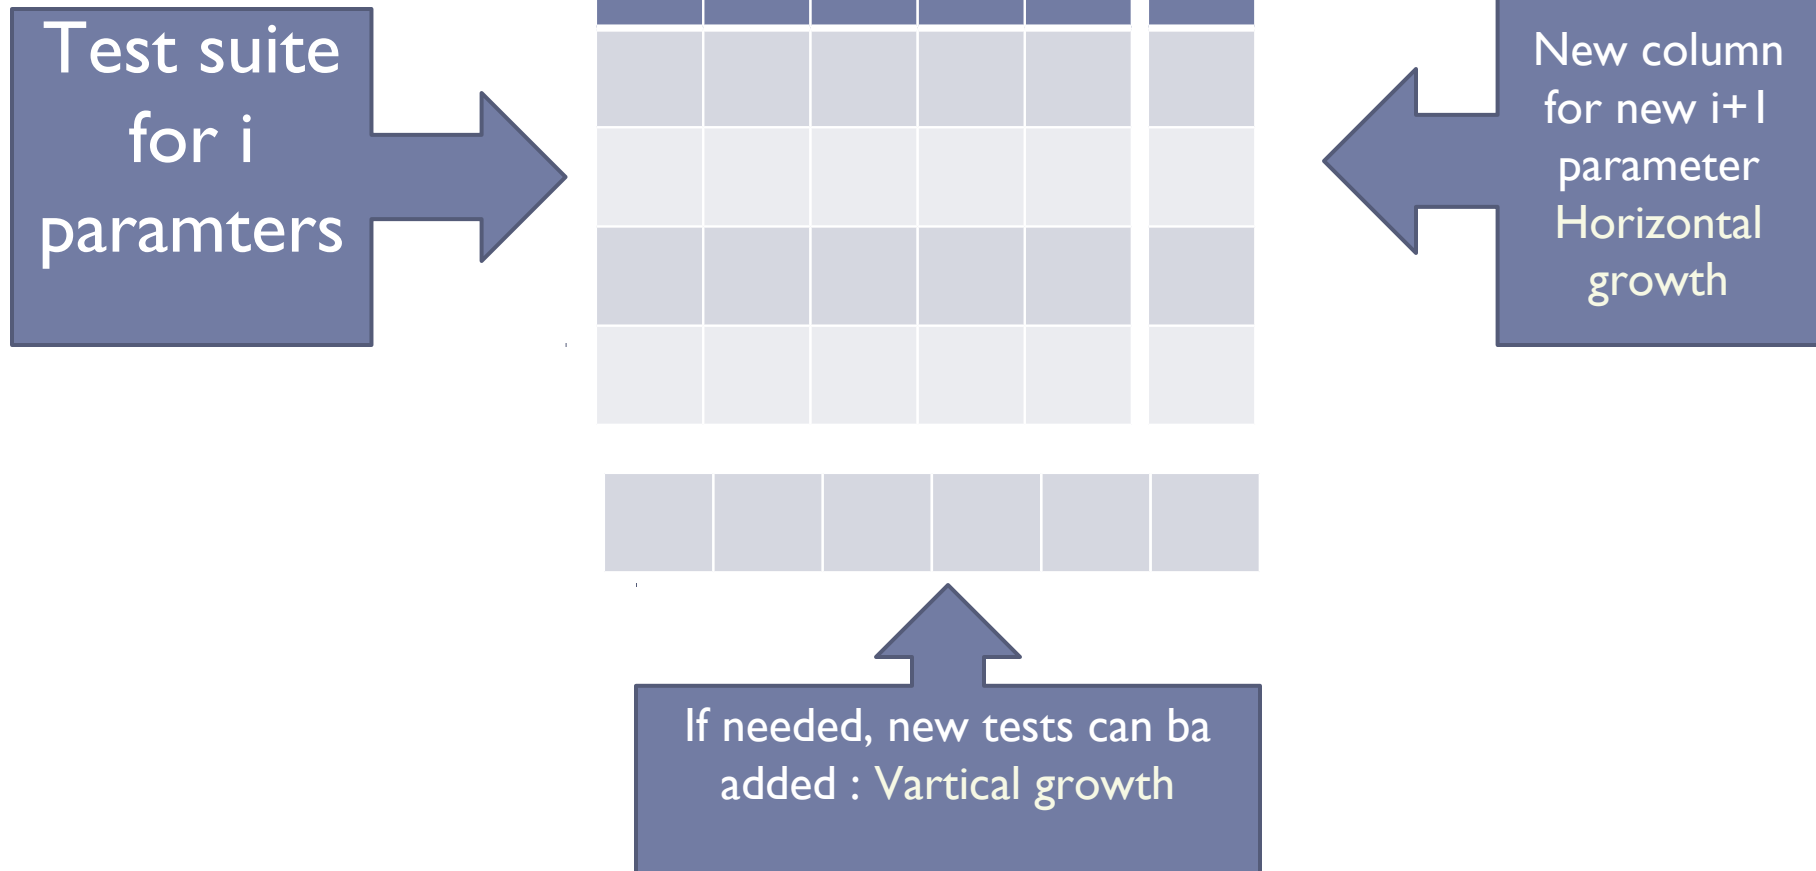 Test suite
for i
paramters
New column
for new i+1
parameter
Horizontal
growth
If needed, new tests can ba
added : Vartical growth